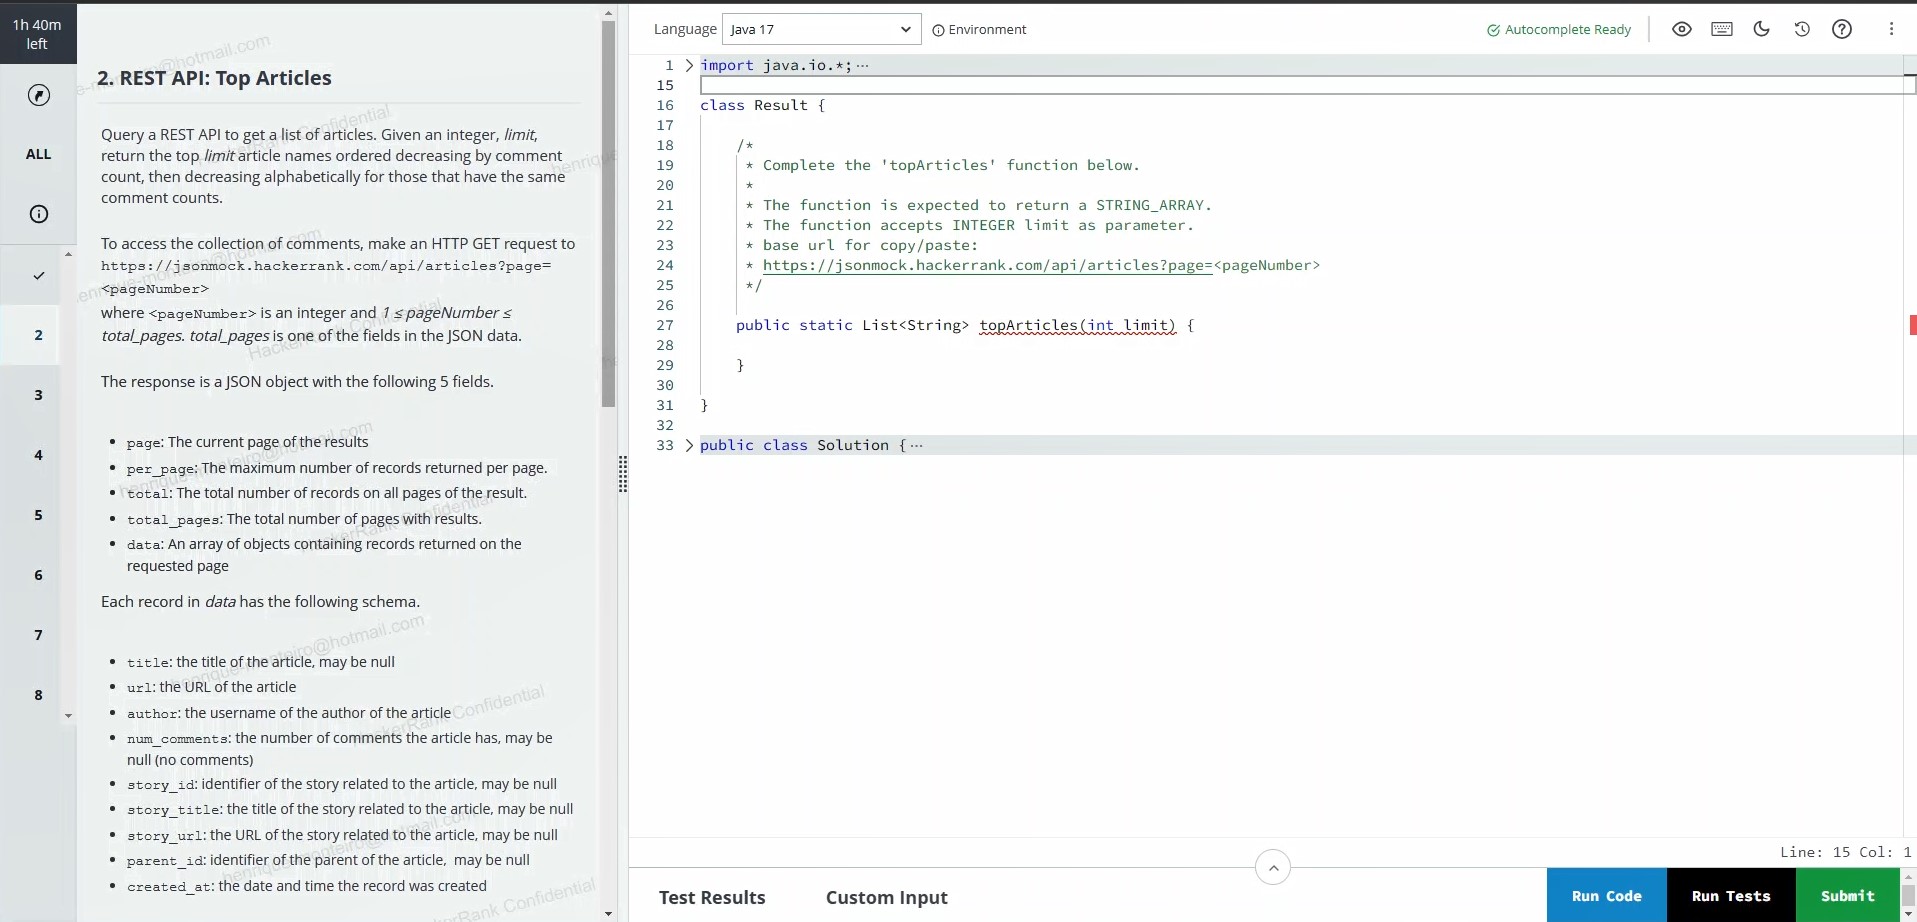 1h 40m
left
ALL
2
3
4
5
6
7
8
2. REST API: Top Articles
Query a REST API to get a list of articles. Given an integer, limit,
return the top limit article names ordered decreasing by comment
count, then decreasing alphabetically for those that have the same
comment counts.
To access the collection of comments, make an HTTP GET request to
https://jsonmock.hackerrank.com/api/articles?page=
<pageNumber>
where <pageNumber> is an integer and 1 ≤ pageNumber ≤
total_pages. total_pages is one of the fields in the JSON data.
The response is a JSON object with the following 5 fields.
• page: The current page of the results
• per_page: The maximum number of records returned per page.
• total: The total number of records on all pages of the result.
• total_pages: The total number of pages with results.
• data: An array of objects containing records returned on the
requested page
Each record in data has the following schema.
• title: the title of the article, may be null
• url: the URL of the article
• author: the username of the author of the article
• num_comments: the number of comments the article has, may be
null (no comments)
• story_id: identifier of the story related to the article, may be null
• story_title: the title of the story related to the article, may be null
• story_url: the URL of the story related to the article, may be null
• parent_id: identifier of the parent of the article, may be null
• created_at: the date and time the record was created
Language Java 17 Environment Autocomplete Ready
1 import java.io.*; ...
15
16 class Result {
17
18 /*
19 * Complete the 'topArticles' function below.
20 *
21 * The function is expected to return a STRING_ARRAY.
22 * The function accepts INTEGER limit as parameter.
23 * base url for copy/paste:
24 * https://jsonmock.hackerrank.com/api/articles?page=<pageNumber>
25 */
26
27 public static List<String> topArticles(int limit) {
28
29 }
30
31 }
32
33 public class Solution { ...
Line: 15 Col: 1
Test Results Custom Input Run Code Run Tests Submit